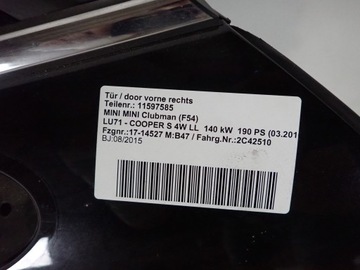 Tür / door vorne rechts
Teilenr.: 11597585
MINI MINI Clubman (F54)
LU71 - COOPER S 4W LL 140 kW 190 PS (03.201
Fzgnr.:17-14527 M:B47 / Fahrg.Nr.:2C42510
BJ:08/2015